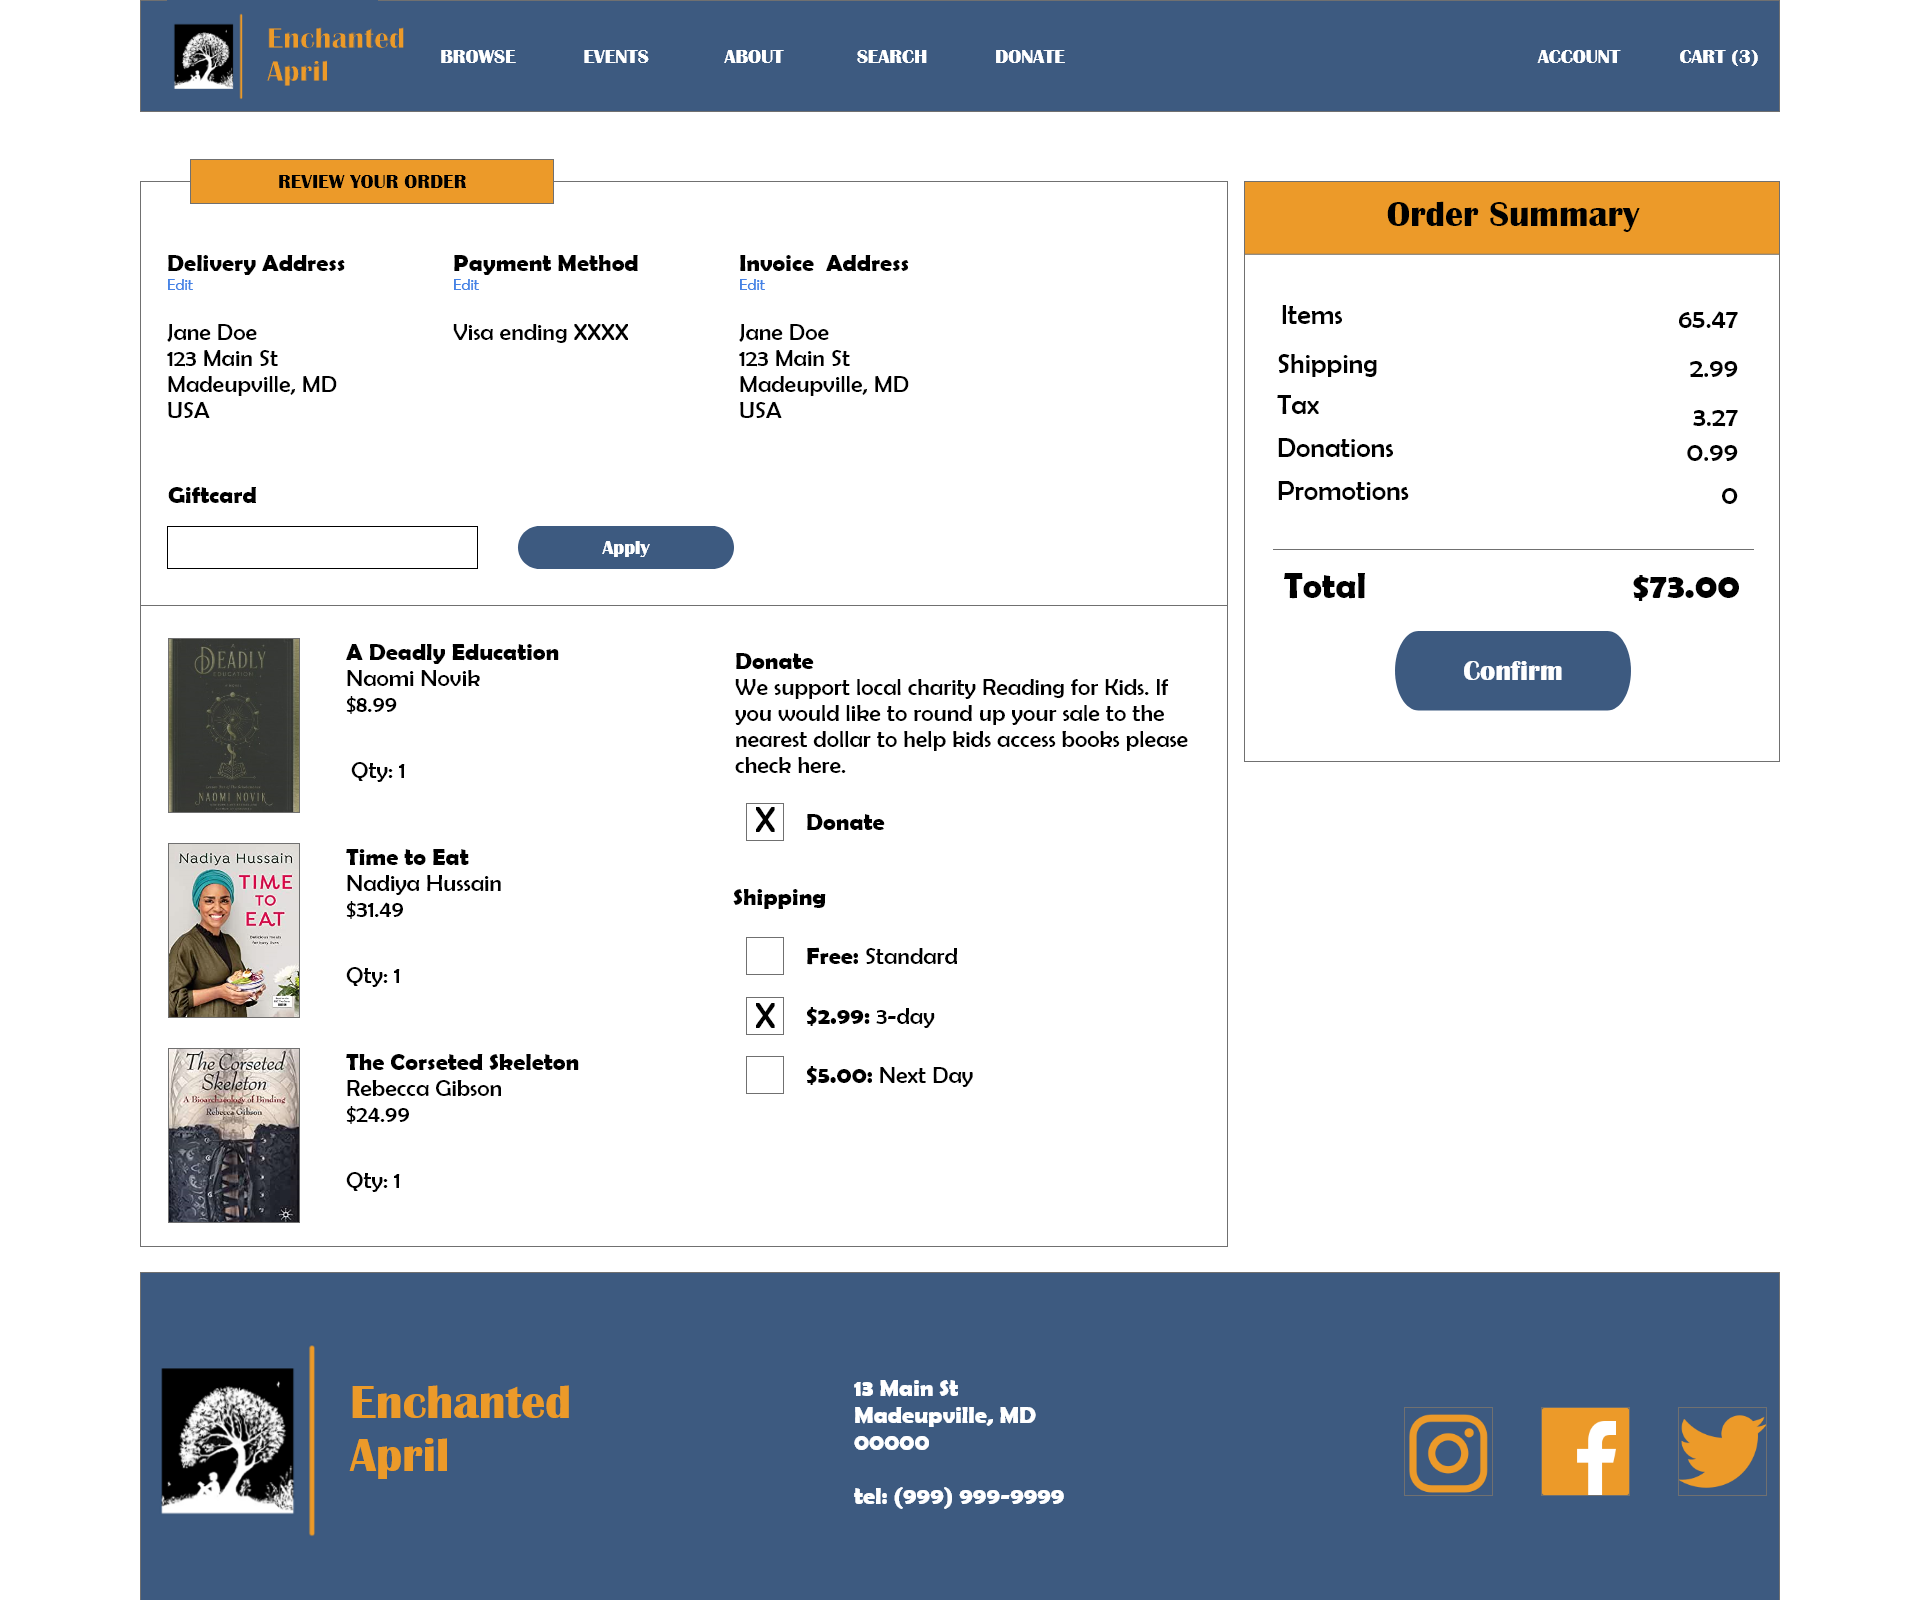 Enchanted
April
BROWSE
EVENTS
ABOUT
SEARCH
DONATE
ACCOUNT
CART (3)
REVIEW YOUR ORDER
Delivery Address
Edit
Jane Doe
123 Main St
Madeupville, MD
USA
Payment Method
Edit
Visa ending XXXX
Invoice  Address
Edit
Jane Doe
123 Main St
Madeupville, MD
USA
Giftcard
Apply
Order Summary
Items 65.47
Shipping 2.99
Tax 3.27
Donations 0.99
Promotions 0
Total $73.00
Confirm
A
DEADLY
EDUCATION
NAOMI NOVIK
A Deadly Education
Naomi Novik
$8.99
Qty: 1
Nadiya Hussain
TIME
TO
EAT
Time to Eat
Nadiya Hussain
$31.49
Qty: 1
The Corseted
Skeleton
A Bioarchaeology of Binding
Rebecca Gibson
The Corseted Skeleton
Rebecca Gibson
$24.99
Qty: 1
Donate
We support local charity Reading for Kids. If
you would like to round up your sale to the
nearest dollar to help kids access books please
check here.
X Donate
Shipping
Free: Standard
X $2.99: 3-day
$5.00: Next Day
Enchanted
April
13 Main St
Madeupville, MD
00000
tel: (999) 999-9999